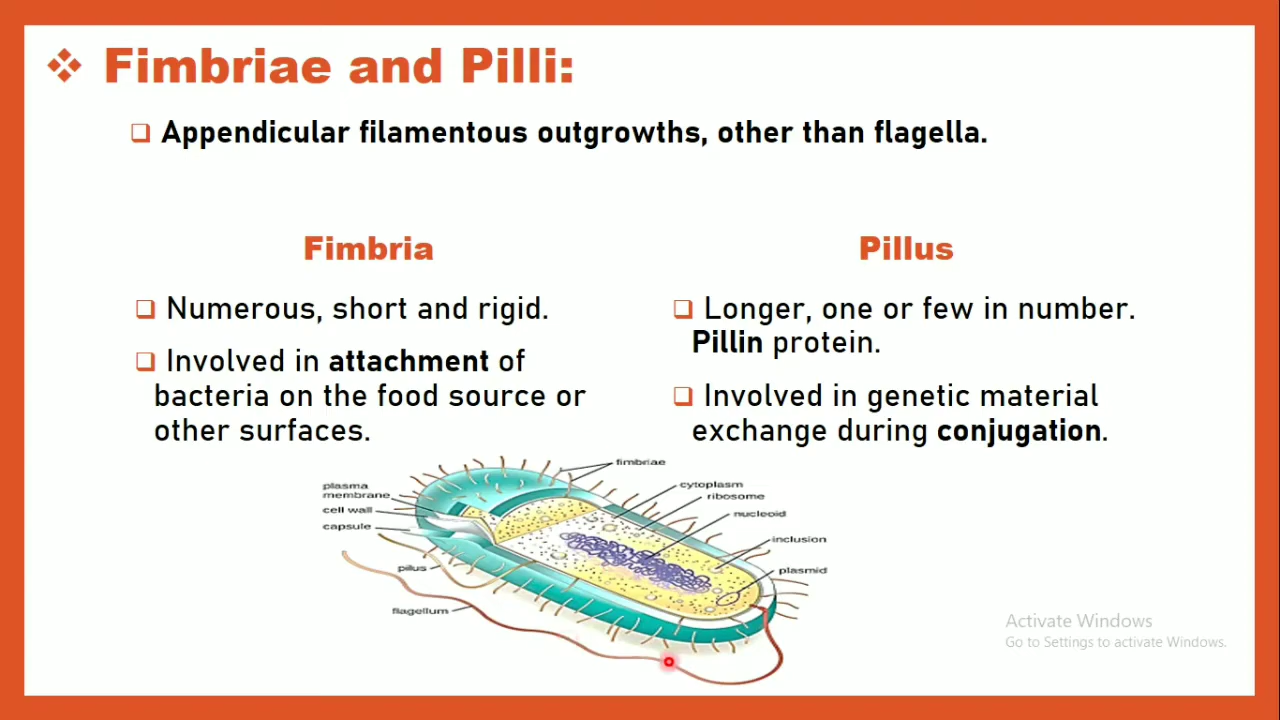 ❖ Fimbriae and Pilli:
❑ Appendicular filamentous outgrowths, other than flagella.
Fimbria
❑ Numerous, short and rigid.
❑ Involved in attachment of
bacteria on the food source or
other surfaces.
Pillus
❑ Longer, one or few in number.
Pillin protein.
❑ Involved in genetic material
exchange during conjugation.
fimbriae
plasma
membrane
cell wall
capsule
pilus
flagellum
cytoplasm
ribosome
nucleoid
inclusion
plasmid
Activate Windows
Go to Settings to activate Windows.